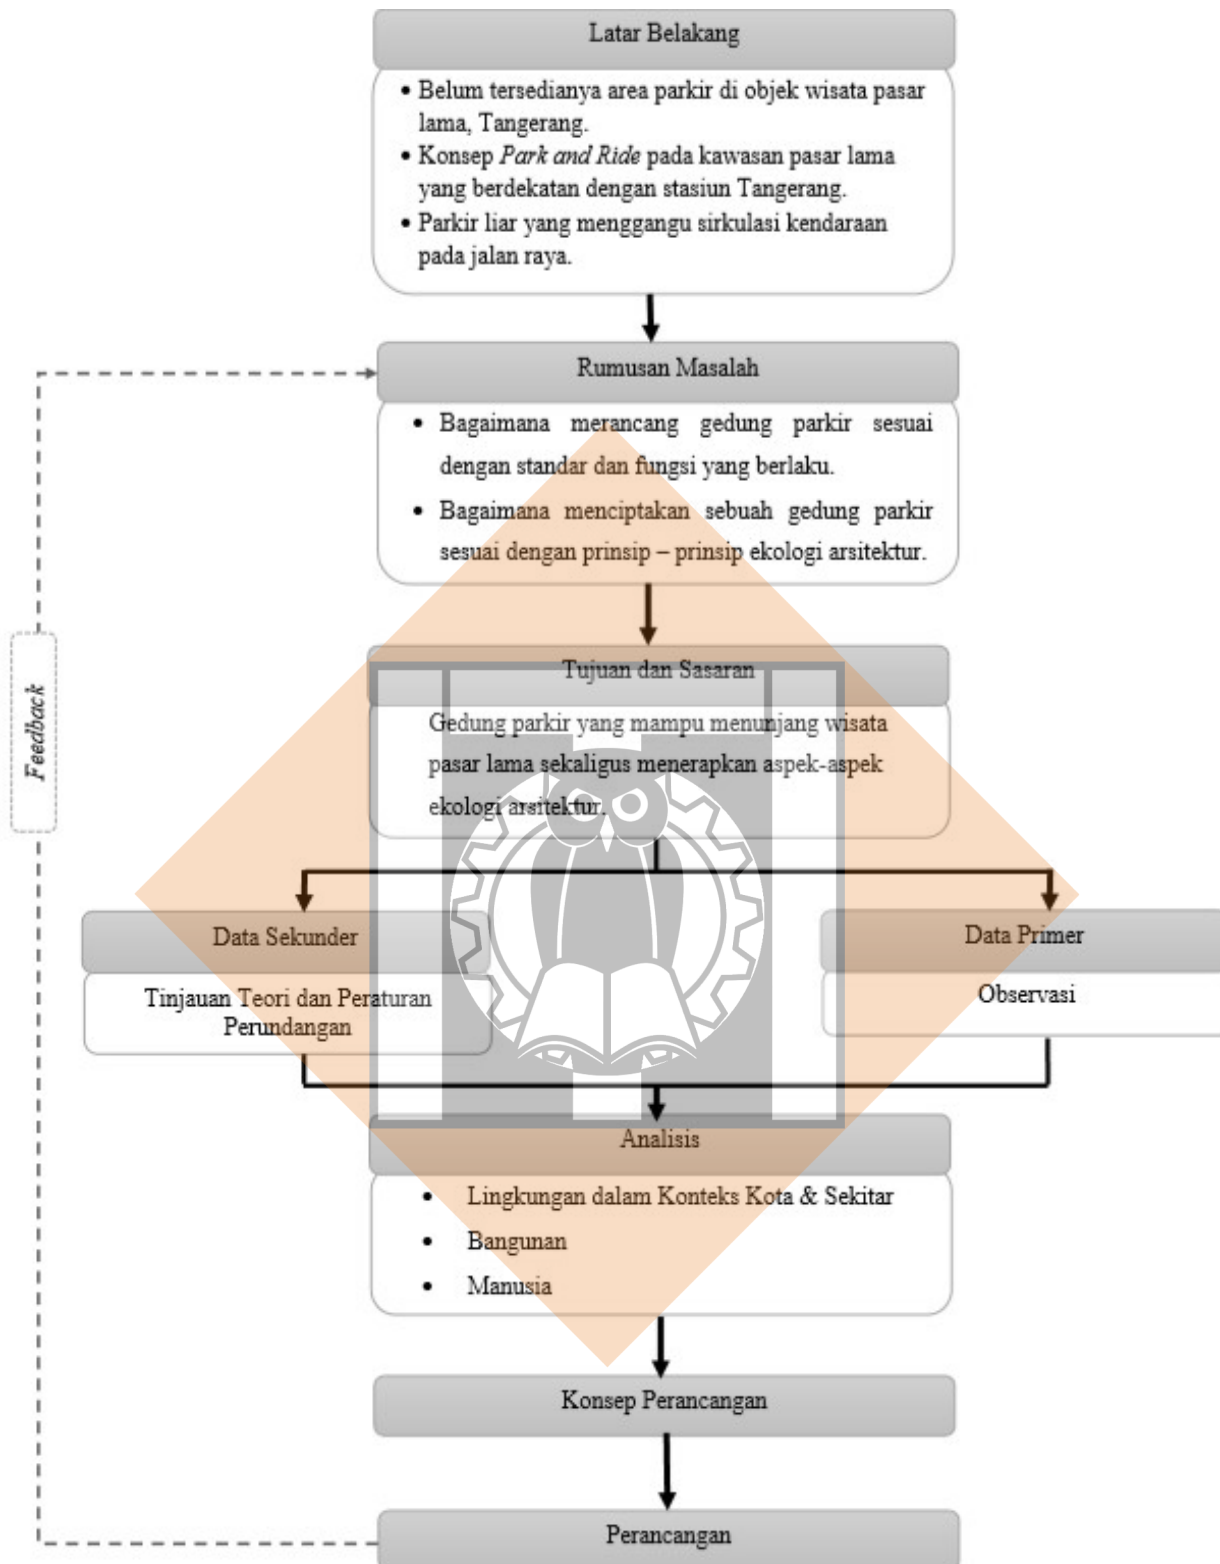 Latar Belakang
• Belum tersedianya area parkir di objek wisata pasar
lama, Tangerang.
• Konsep Park and Ride pada kawasan pasar lama
yang berdekatan dengan stasiun Tangerang.
• Parkir liar yang menggangu sirkulasi kendaraan
pada jalan raya.
Rumusan Masalah
• Bagaimana merancang gedung parkir sesuai
dengan standar dan fungsi yang berlaku.
• Bagaimana menciptakan sebuah gedung parkir
sesuai dengan prinsip – prinsip ekologi arsitektur.
Feedback
Tujuan dan Sasaran
Gedung parkir yang mampu menunjang wisata
pasar lama sekaligus menerapkan aspek-aspek
ekologi arsitektur.
Data Sekunder
Tinjauan Teori dan Peraturan
Perundangan
Data Primer
Observasi
Analisis
• Lingkungan dalam Konteks Kota & Sekitar
• Bangunan
• Manusia
Konsep Perancangan
Perancangan